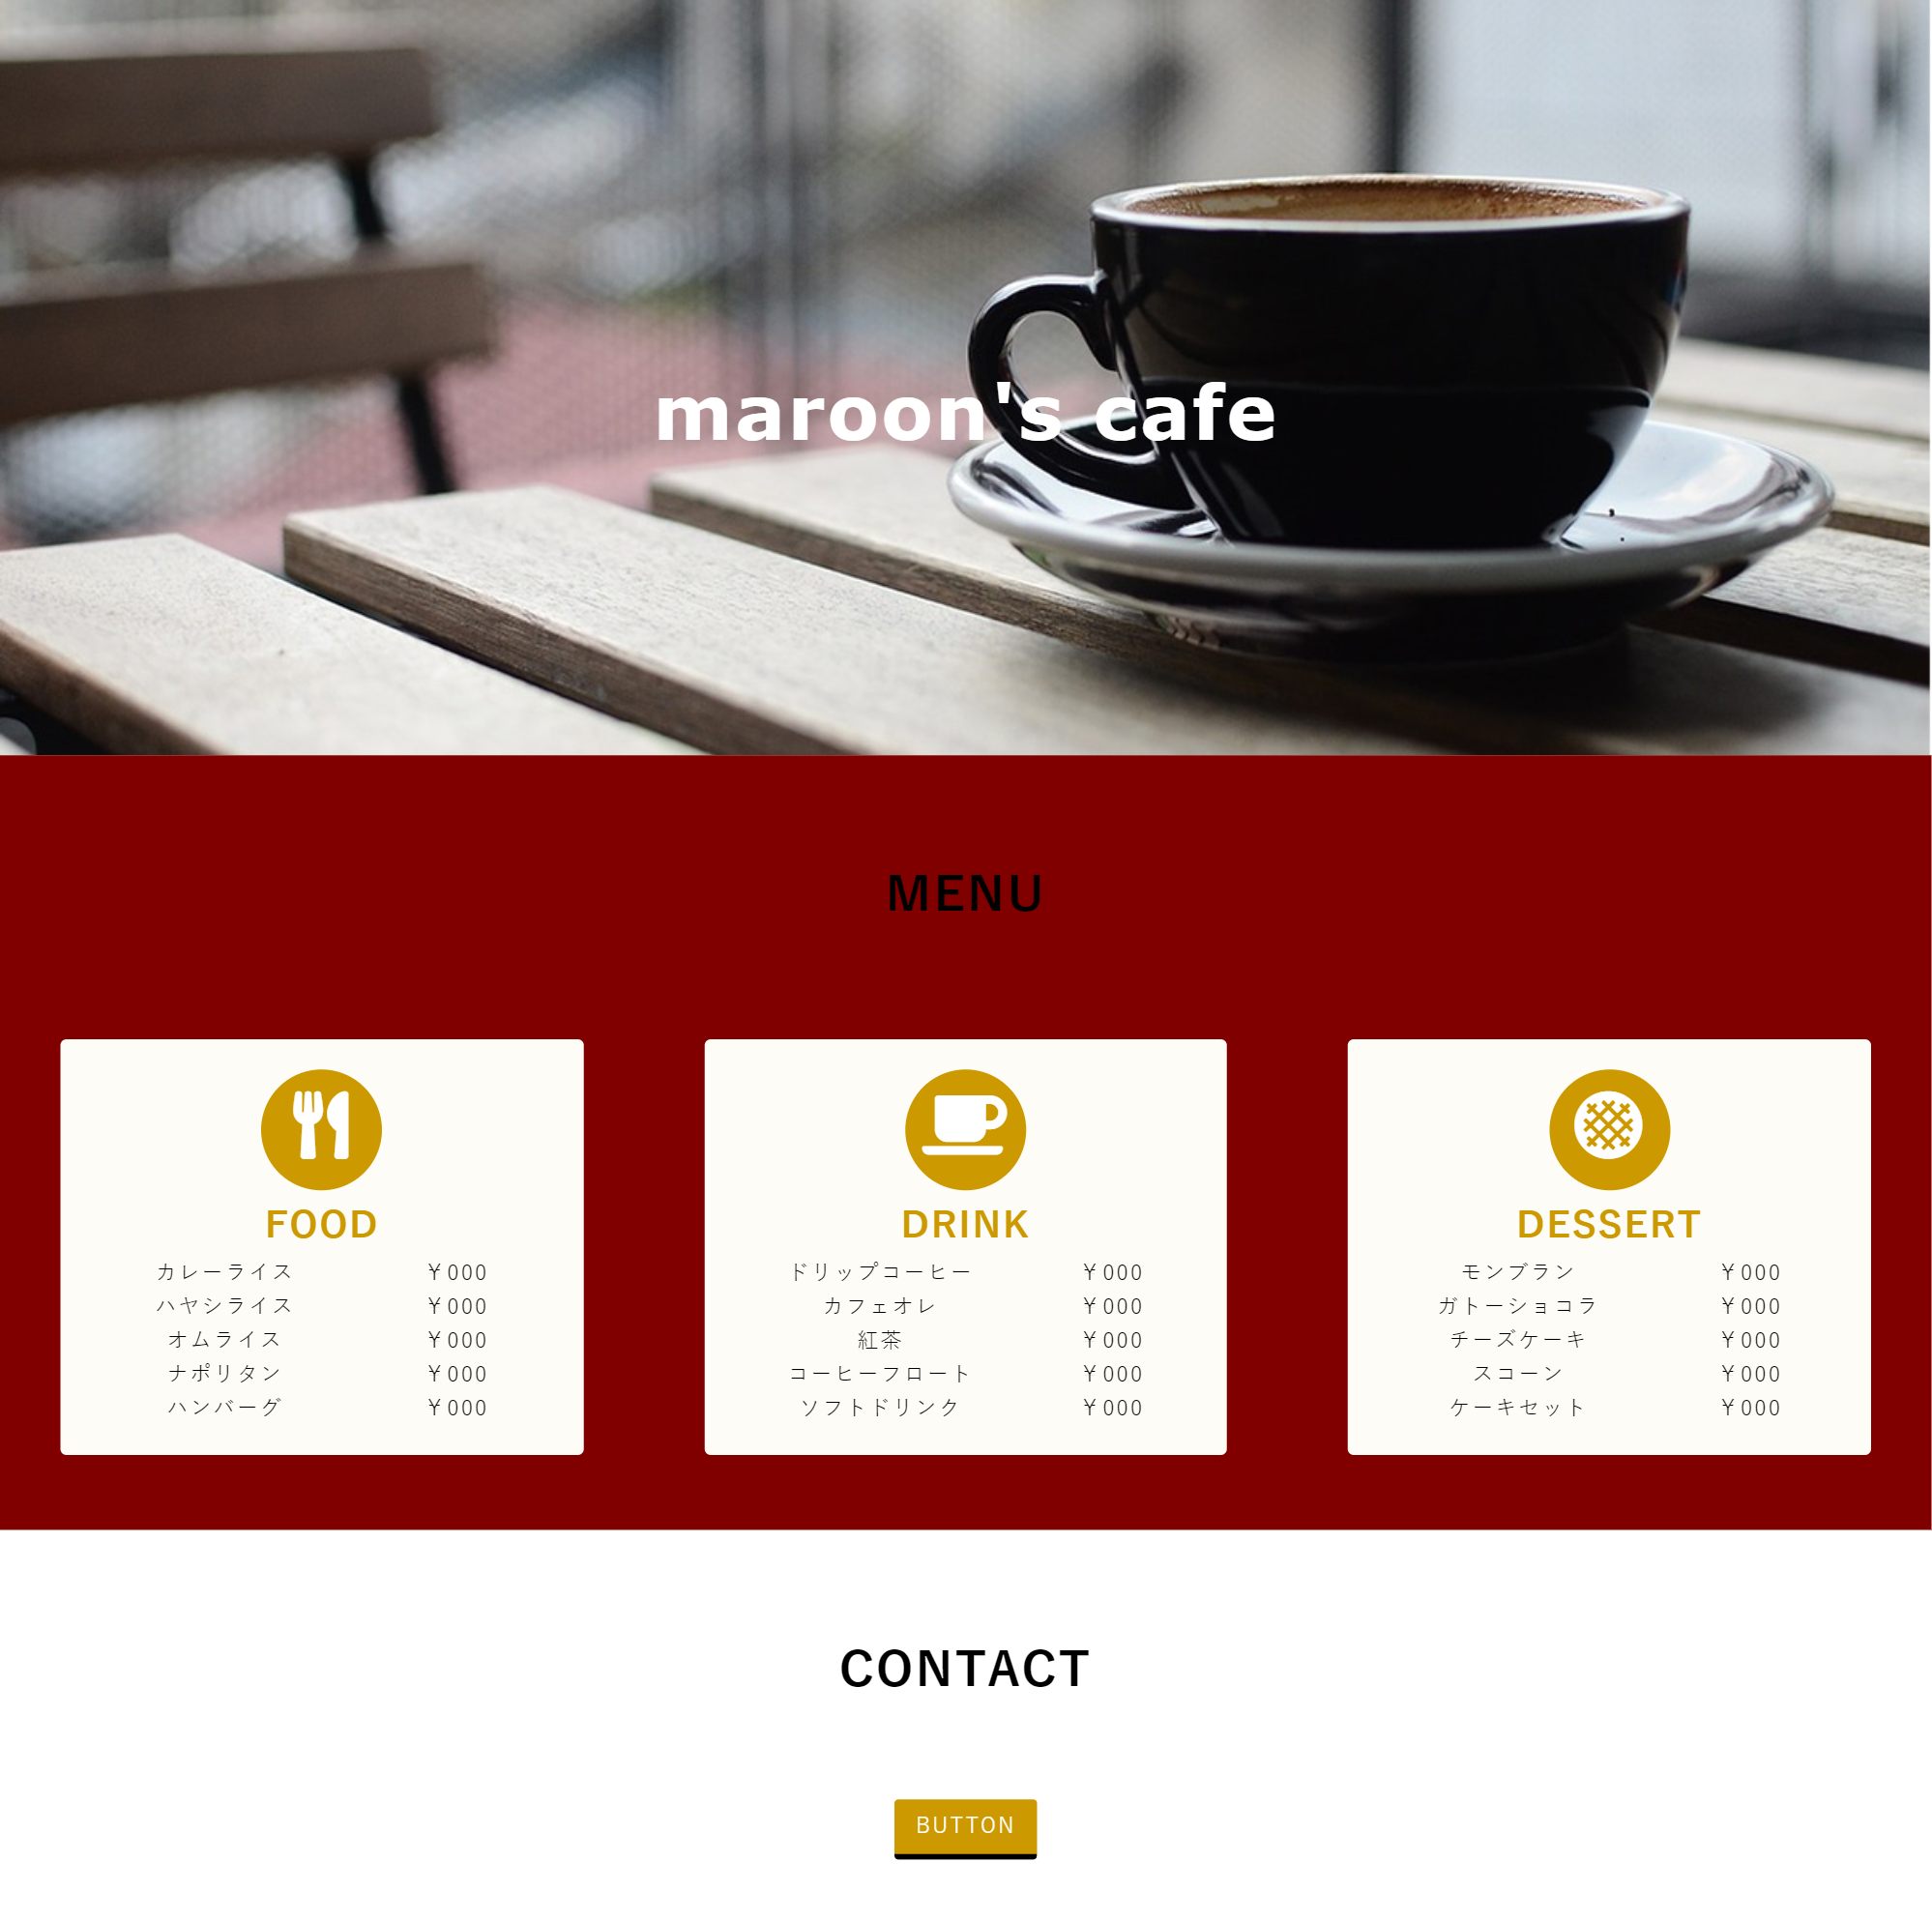 maroon's cafe
MENU
FOOD
カレーライス ￥000
ハヤシライス ￥000
オムライス ￥000
ナポリタン ￥000
ハンバーグ ￥000
DRINK
ドリップコーヒー ￥000
カフェオレ ￥000
紅茶 ￥000
コーヒーフロート ￥000
ソフトドリンク ￥000
DESSERT
モンブラン ￥000
ガトーショコラ ￥000
チーズケーキ ￥000
スコーン ￥000
ケーキセット ￥000
CONTACT
BUTTON